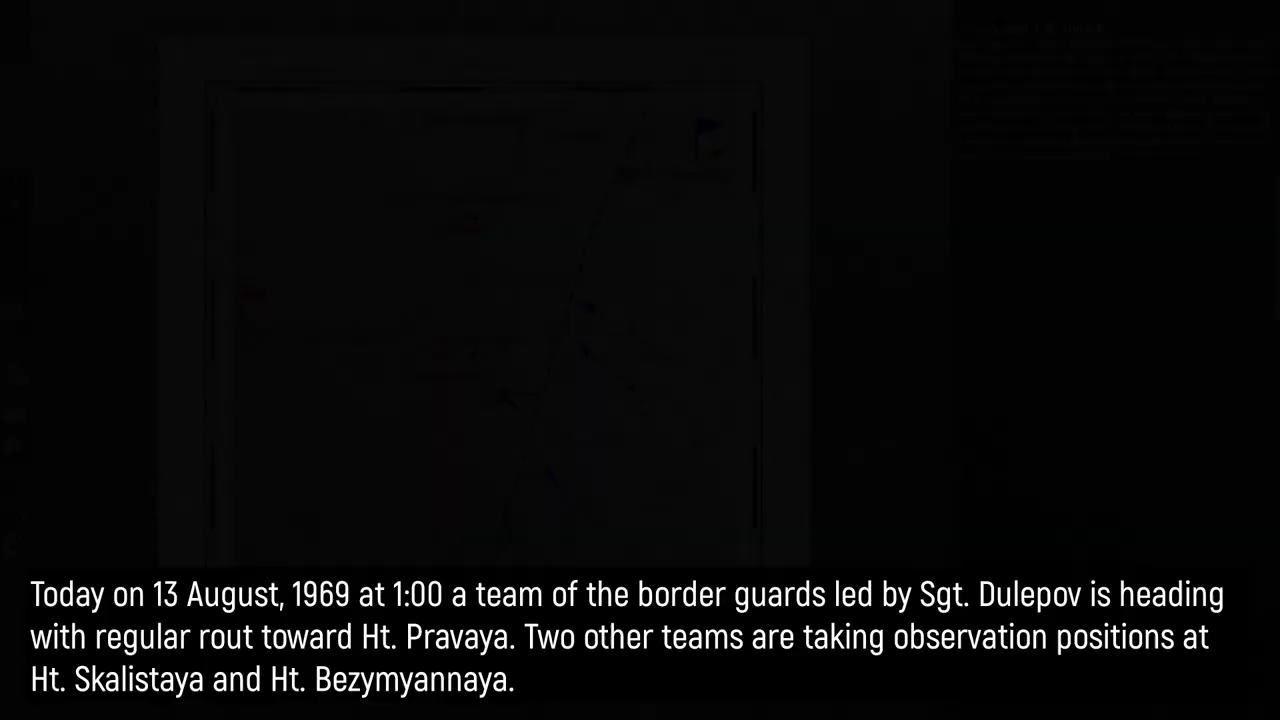 Today on 13 August, 1969 at 1:00 a team of the border guards led by Sgt. Dulepov is heading
with regular rout toward Ht. Pravaya. Two other teams are taking observation positions at
Ht. Skalistaya and Ht. Bezymyannaya.